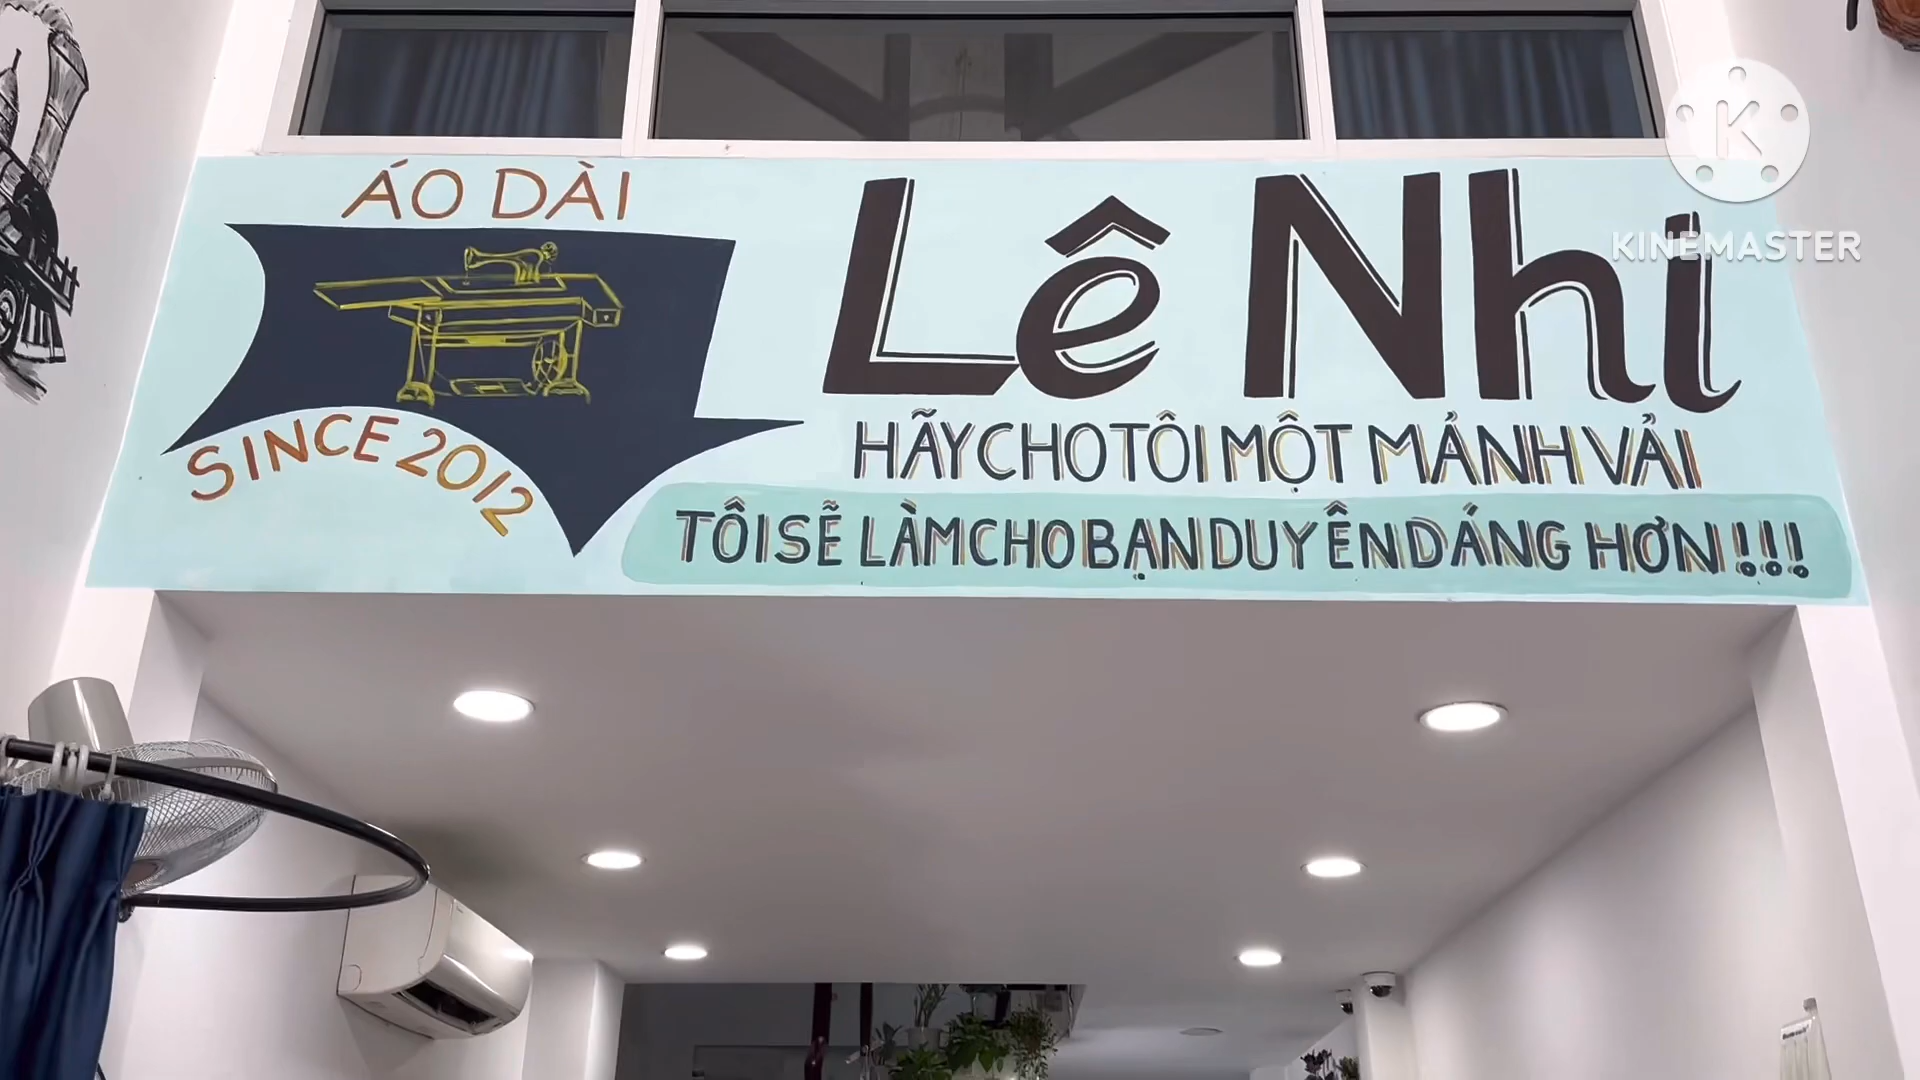 ÁO DÀI
SINCE 2012
Lê Nhi
HÃY CHO TÔI MỘT MẢNH VẢI
TÔI SẼ LÀM CHO BẠN DUYÊN DÁNG HƠN!!!
K
KINEMASTER